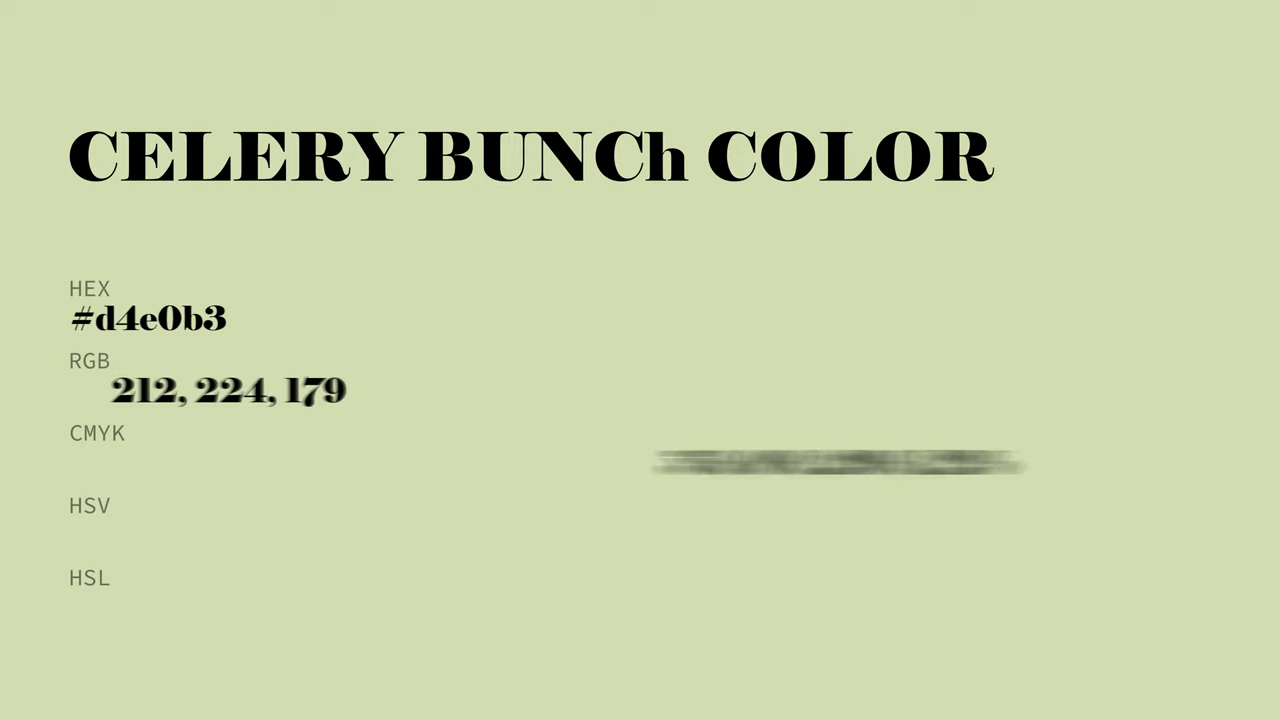 CELERY BUNCh COLOR
HEX
#d4e0b3
RGB
212, 224, 179
CMYK
HSV
HSL